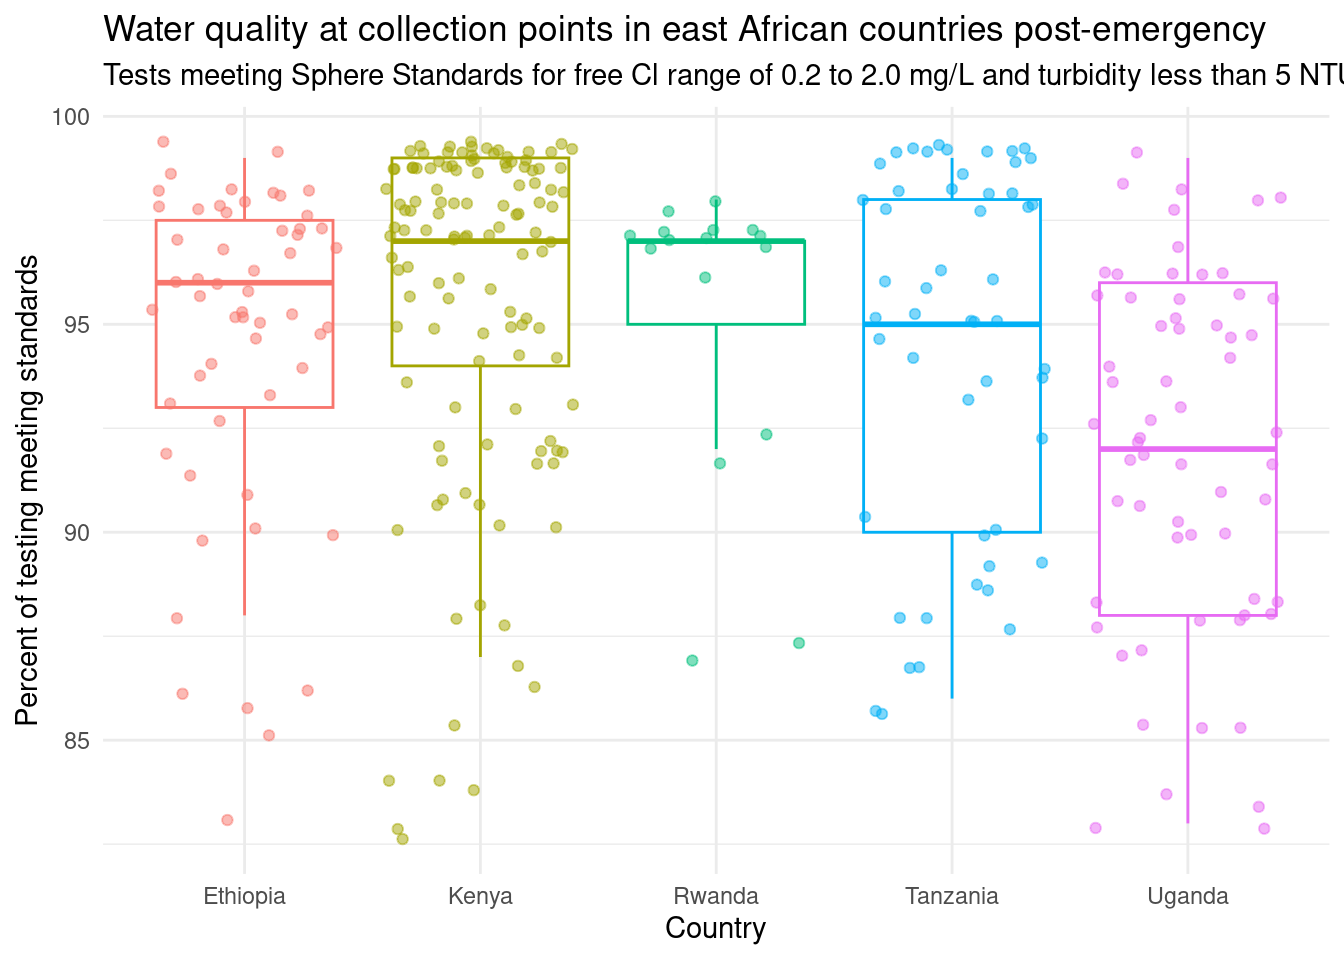 Water quality at collection points in east African countries post-emergency
Tests meeting Sphere Standards for free Cl range of 0.2 to 2.0 mg/L and turbidity less than 5 NTU
100
95
90
85
Percent of testing meeting standards
Ethiopia Kenya Rwanda Tanzania Uganda
Country